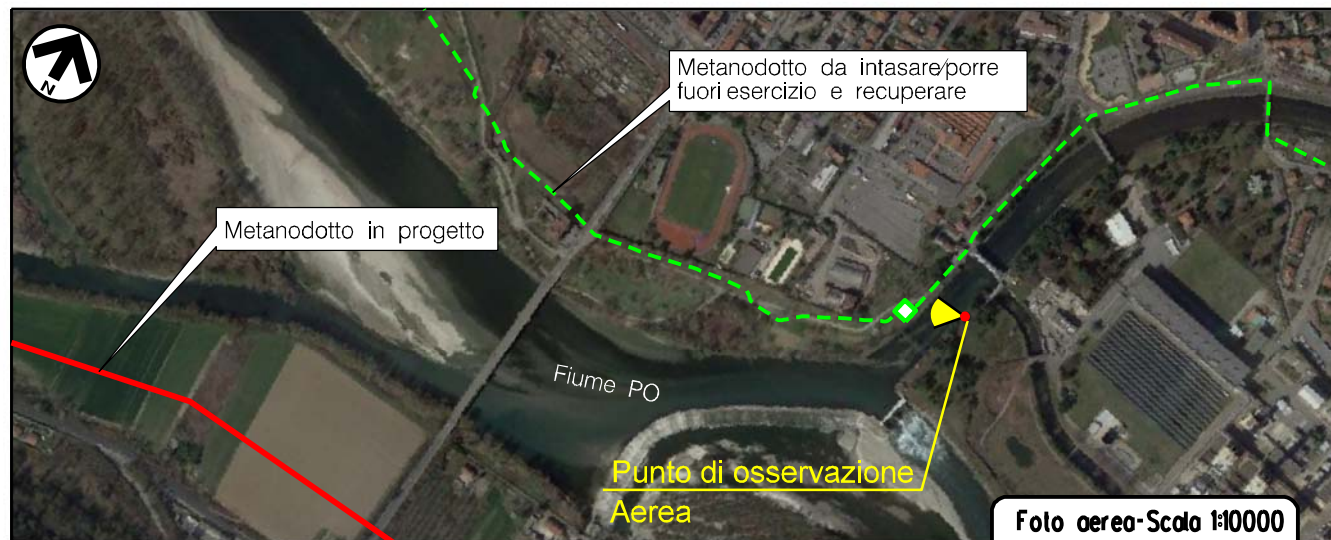 N
Metanodotto da intasare/porre
fuori esercizio e recuperare
Metanodotto in progetto
Fiume PO
Punto di osservazione
Aerea
Foto aerea-Scala 1:10000